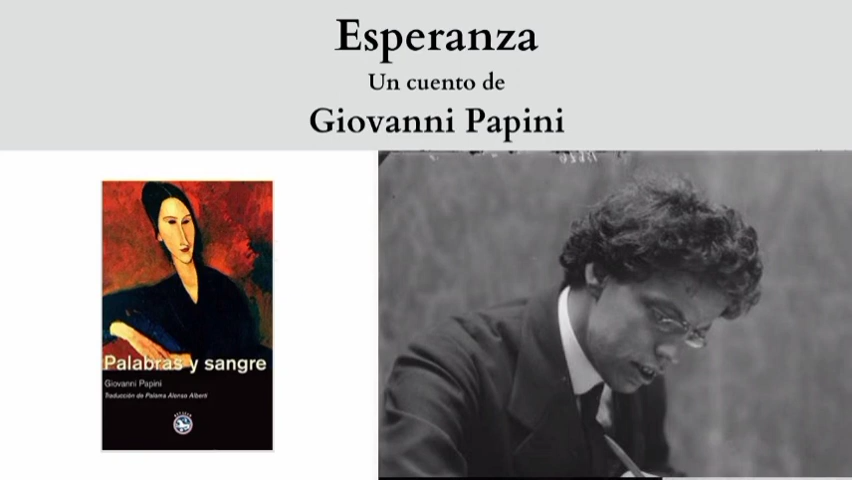 Esperanza
Un cuento de
Giovanni Papini
Palabras y sangre
Giovanni Papini
Traducción de Paloma Alonso Alberti